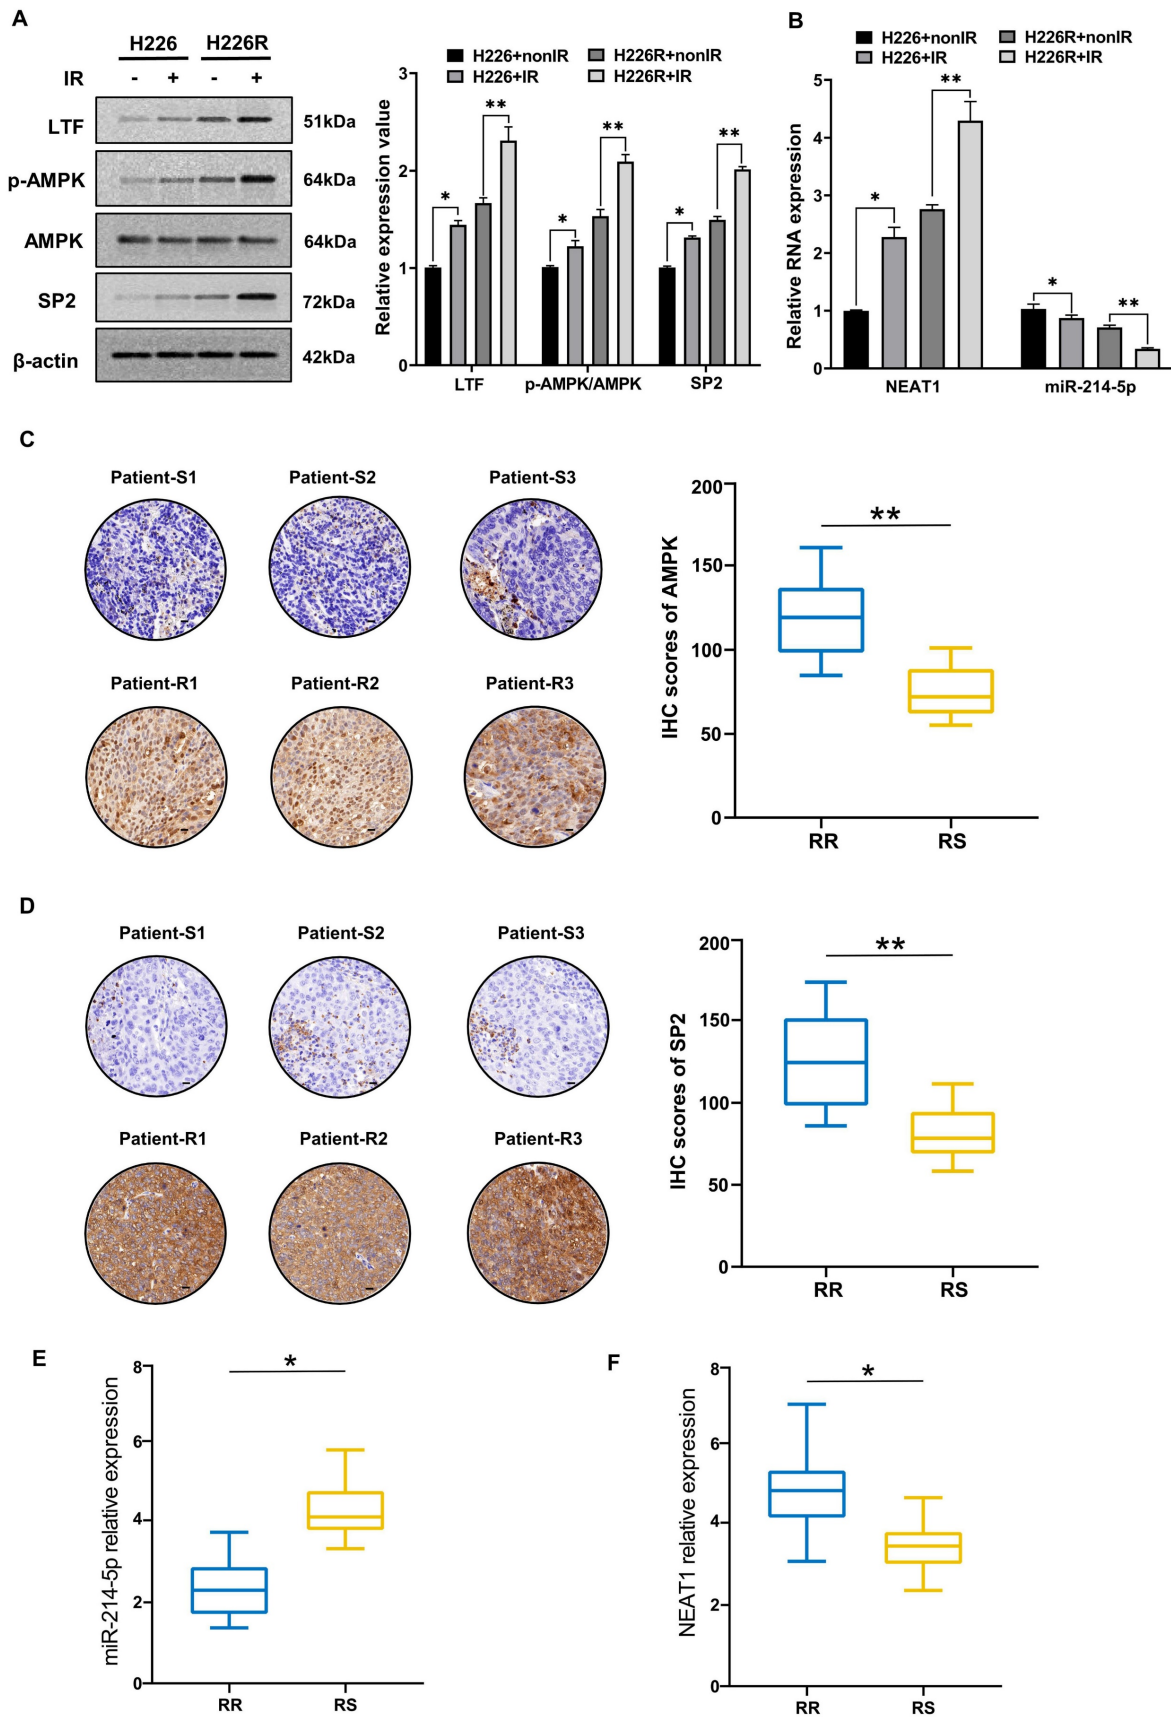 A
H226 H226R
IR - + - +
LTF 51kDa
p-AMPK 64kDa
AMPK 64kDa
SP2 72kDa
β-actin 42kDa
H226+nonIR H226R+nonIR
H226+IR R226R+IR
Relative expression value
3
2
1
0
* ** * ** * **
LTF p-AMPK/AMPK SP2
B
H226+nonIR H226R+nonIR
H226+IR H226R+IR
Relative RNA expression
5
4
3
2
1
0
* ** * **
NEAT1 miR-214-5p
C
Patient-S1 Patient-S2 Patient-S3
Patient-R1 Patient-R2 Patient-R3
IHC scores of AMPK
200
150
100
50
0
**
RR RS
D
Patient-S1 Patient-S2 Patient-S3
Patient-R1 Patient-R2 Patient-R3
IHC scores of SP2
200
150
100
50
0
**
RR RS
E
miR-214-5p relative expression
8
6
4
2
0
*
RR RS
F
NEAT1 relative expression
8
6
4
2
0
*
RR RS